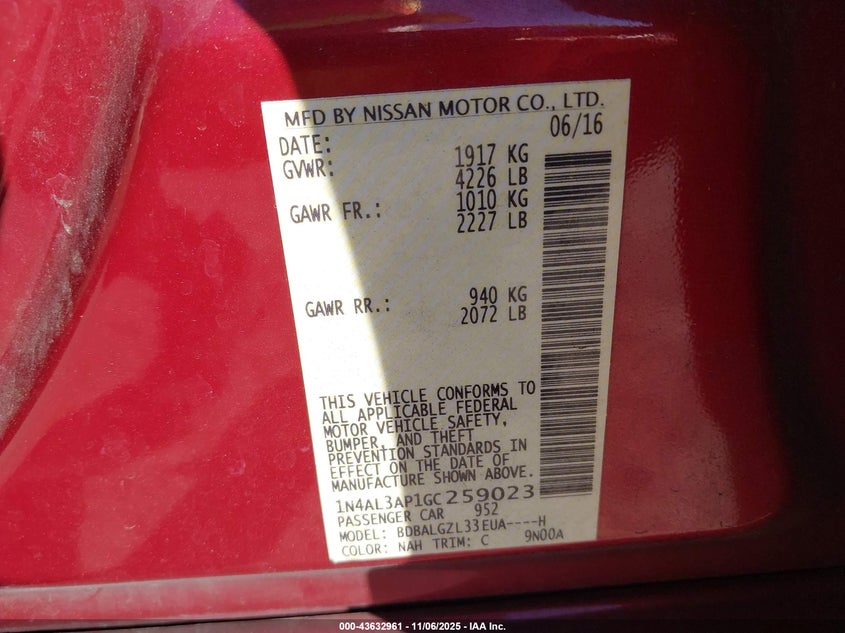 MFD BY NISSAN MOTOR CO., LTD.
DATE: 06/16
GVWR: 1917 KG
4226 LB
GAWR FR.: 1010 KG
2227 LB
GAWR RR.: 940 KG
2072 LB
THIS VEHICLE CONFORMS TO
ALL APPLICABLE FEDERAL
MOTOR VEHICLE SAFETY,
BUMPER, AND THEFT
PREVENTION STANDARDS IN
EFFECT ON THE DATE OF
MANUFACTURE SHOWN ABOVE.
1N4AL3AP1GC259023
PASSENGER CAR 952
MODEL: BDBALGZL33EUA----H
COLOR: NAH TRIM: C 9N00A
000-43632961 - 11/06/2025 - IAA Inc.